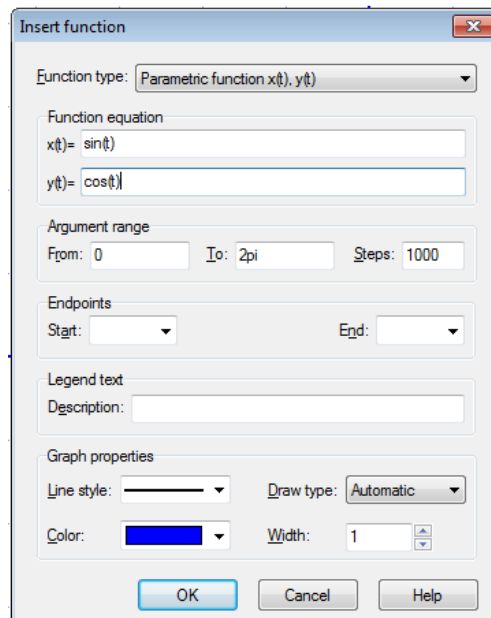 Insert function
Function type: Parametric function x(t), y(t)
Function equation
x(t)= sin(t)
y(t)= cos(t)
Argument range
From: 0 To: 2pi Steps: 1000
Endpoints
Start: End:
Legend text
Description:
Graph properties
Line style: Draw type: Automatic
Color: Width: 1
OK Cancel Help